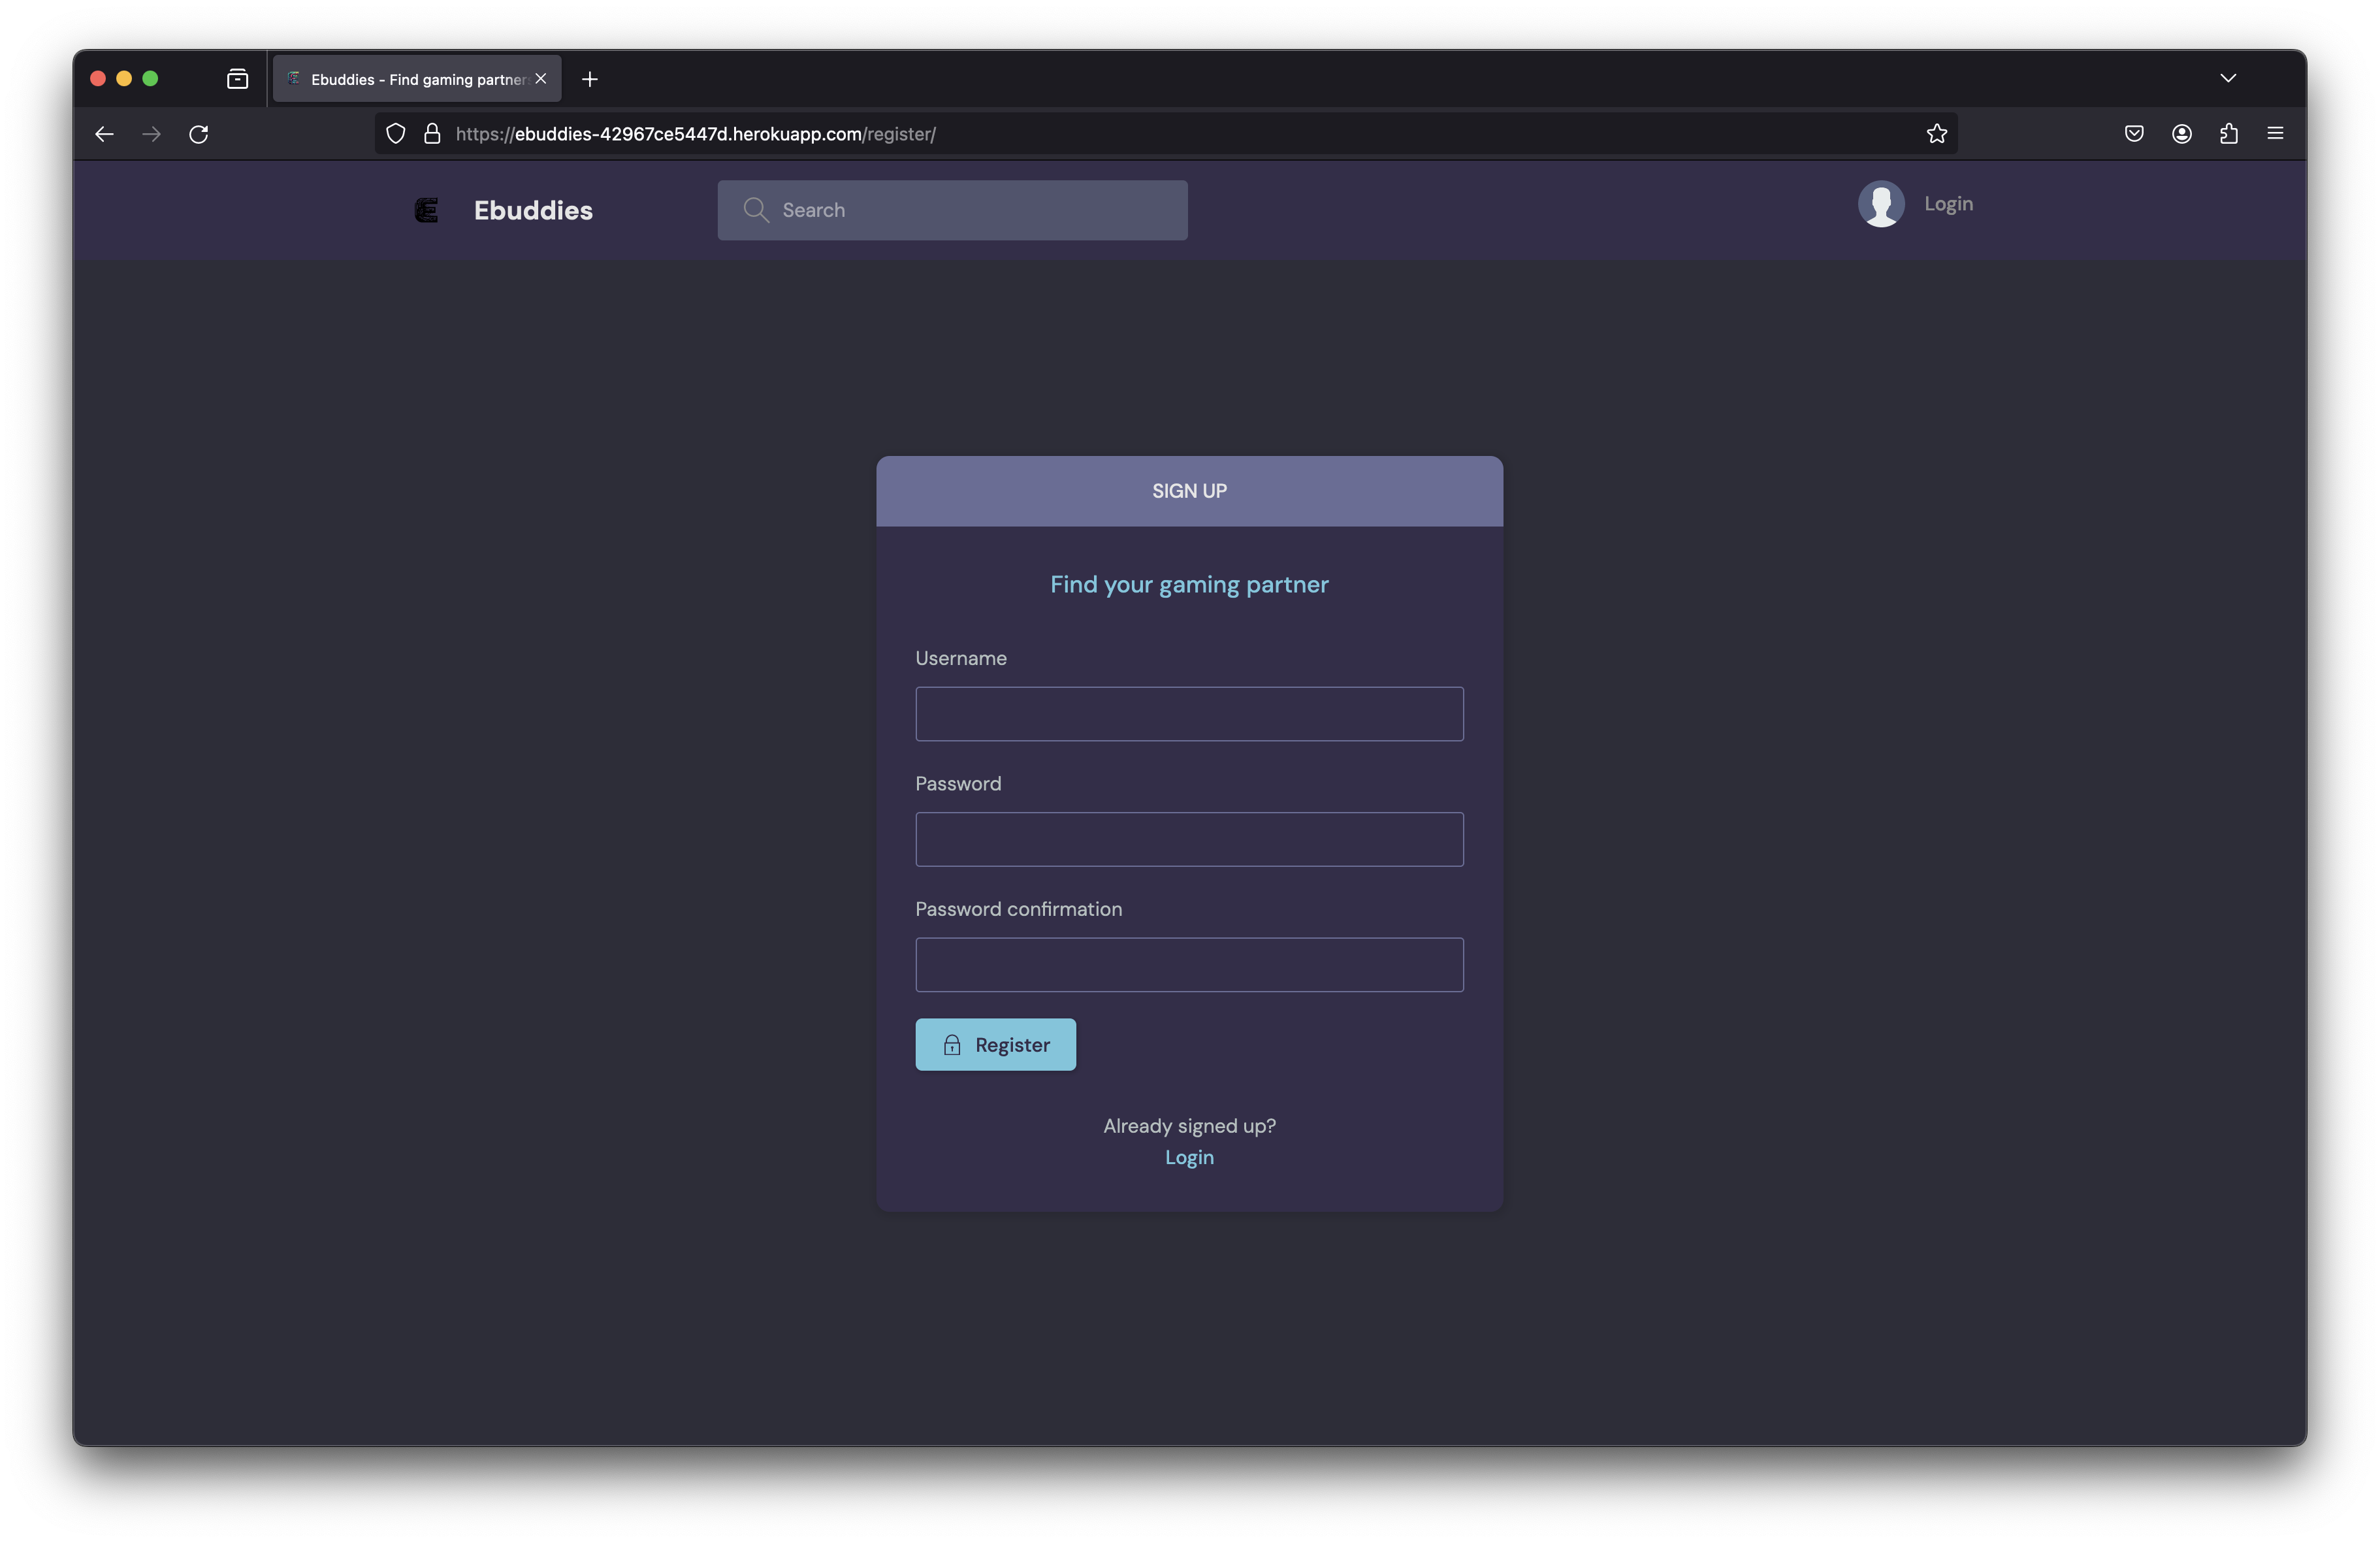 Ebuddies - Find gaming partner
https://ebuddies-42967ce5447d.herokuapp.com/register/
Ebuddies
Search
Login
SIGN UP
Find your gaming partner
Username
Password
Password confirmation
Register
Already signed up?
Login